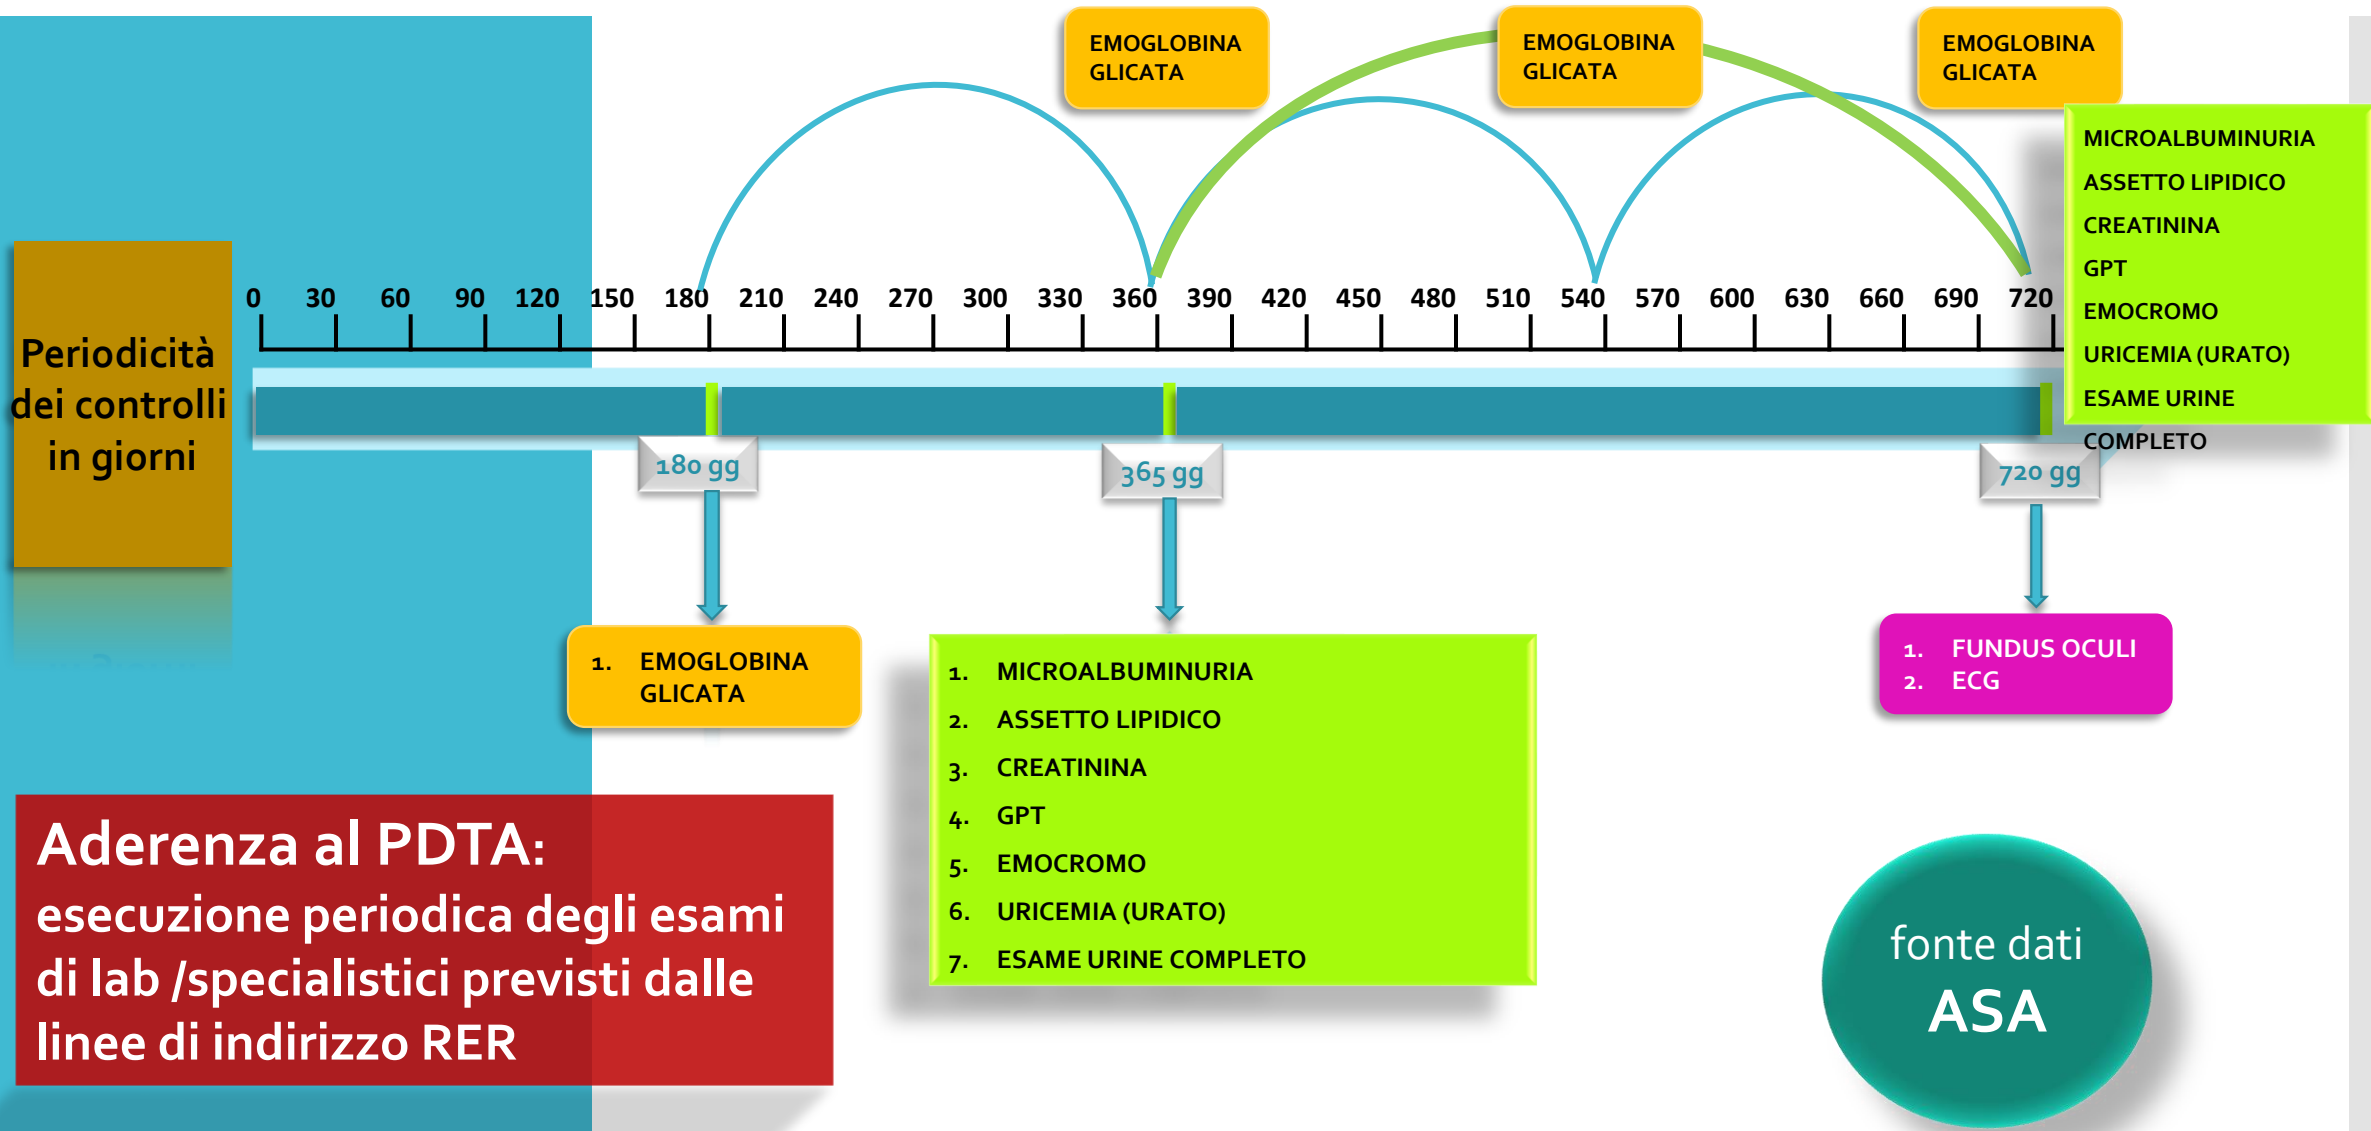 EMOGLOBINA
GLICATA
EMOGLOBINA
GLICATA
EMOGLOBINA
GLICATA
MICROALBUMINURIA
ASSETTO LIPIDICO
CREATININA
GPT
EMOCROMO
URICEMIA (URATO)
ESAME URINE
COMPLETO
Periodicità
dei controlli
in giorni
0 30 60 90 120 150 180 210 240 270 300 330 360 390 420 450 480 510 540 570 600 630 660 690 720
180 gg
365 gg
720 gg
1. EMOGLOBINA
GLICATA
1. MICROALBUMINURIA
2. ASSETTO LIPIDICO
3. CREATININA
4. GPT
5. EMOCROMO
6. URICEMIA (URATO)
7. ESAME URINE COMPLETO
1. FUNDUS OCULI
2. ECG
Aderenza al PDTA:
esecuzione periodica degli esami
di lab /specialistici previsti dalle
linee di indirizzo RER
fonte dati
ASA